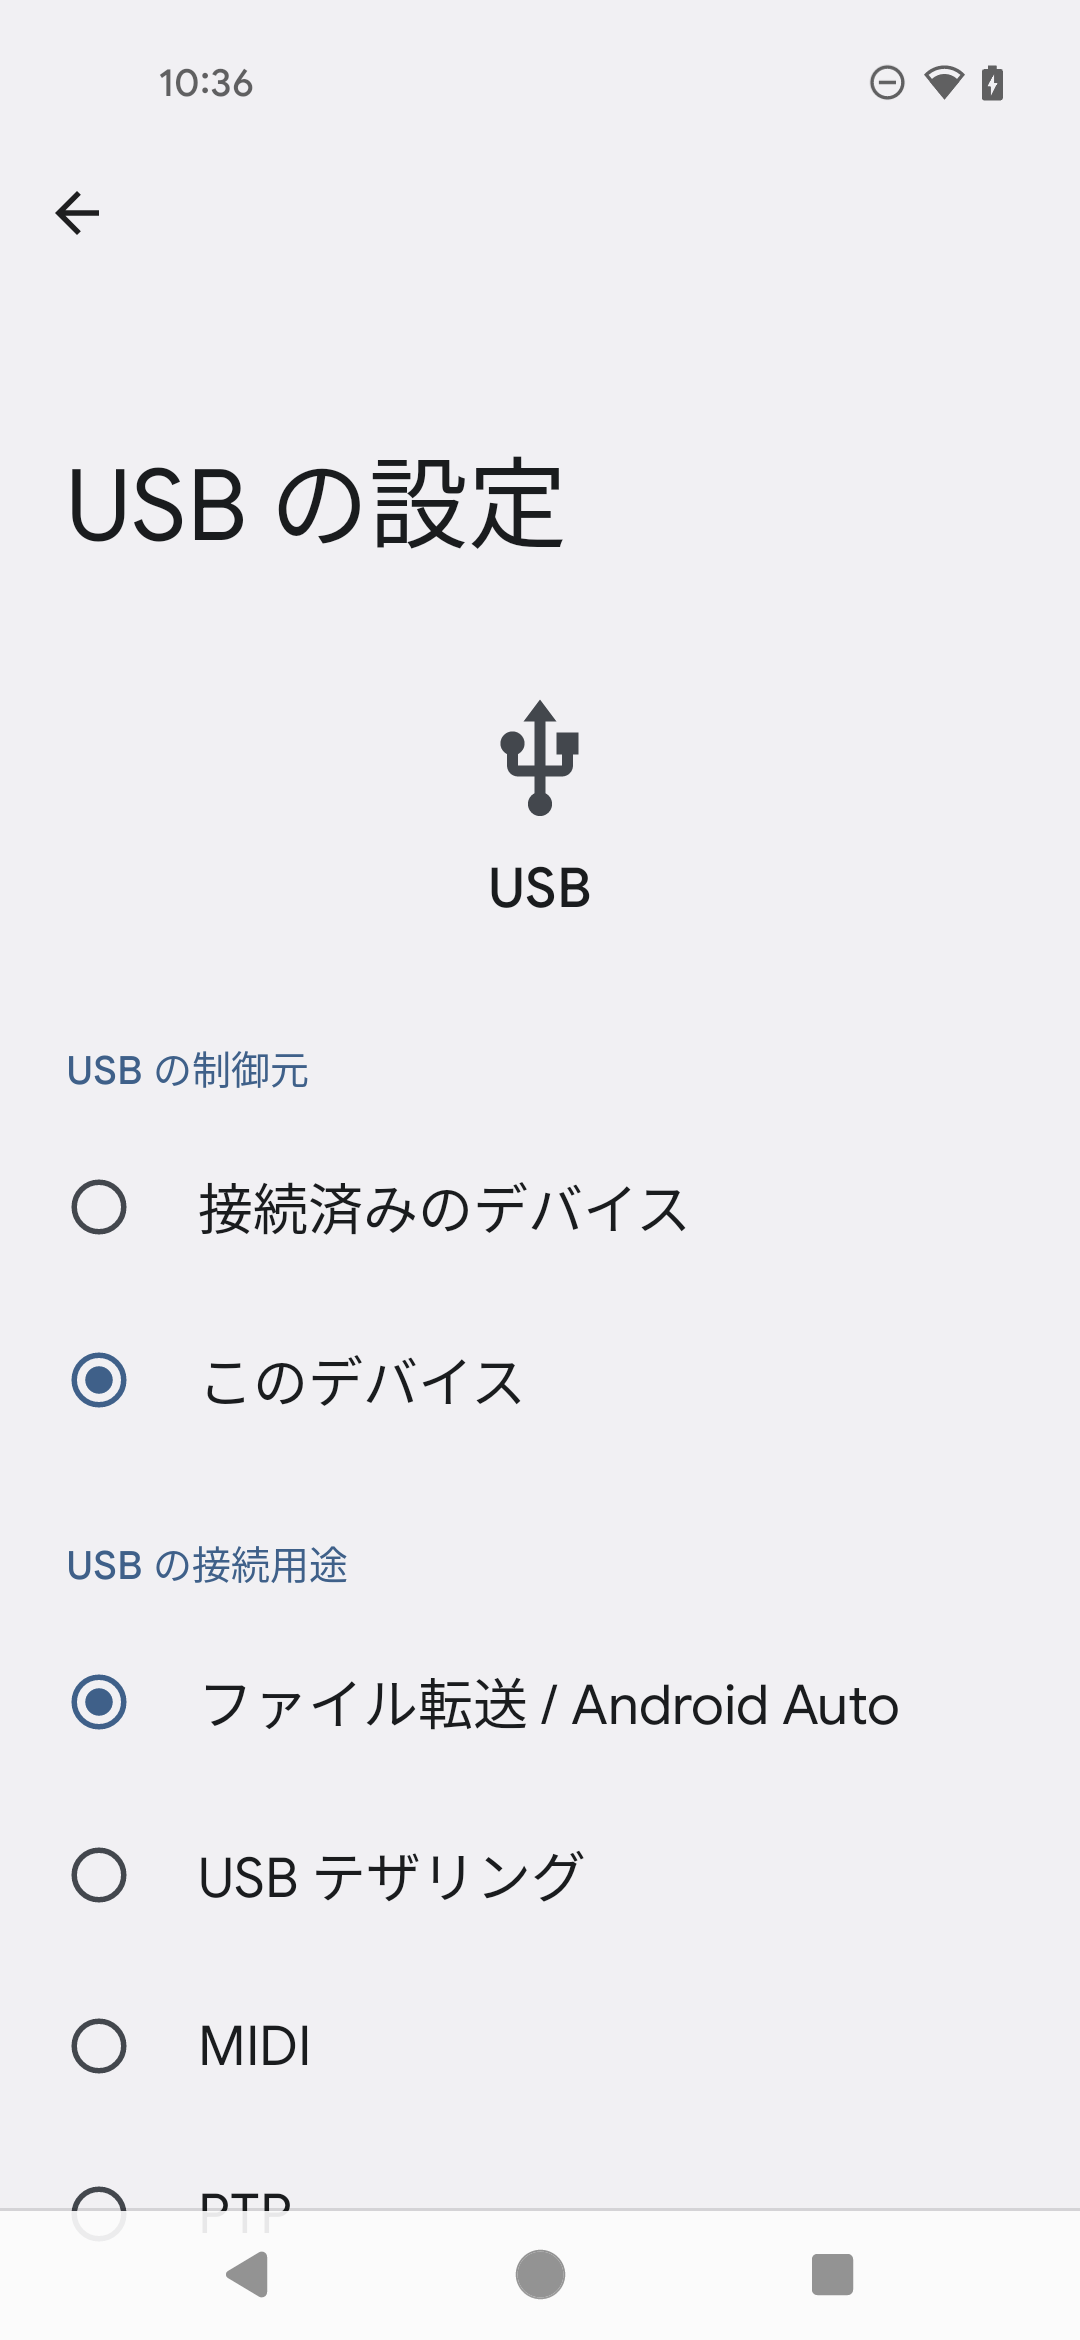 10:36
USB の設定
USB
USB の制御元
接続済みのデバイス
このデバイス
USB の接続用途
ファイル転送 / Android Auto
USB テザリング
MIDI
PTP